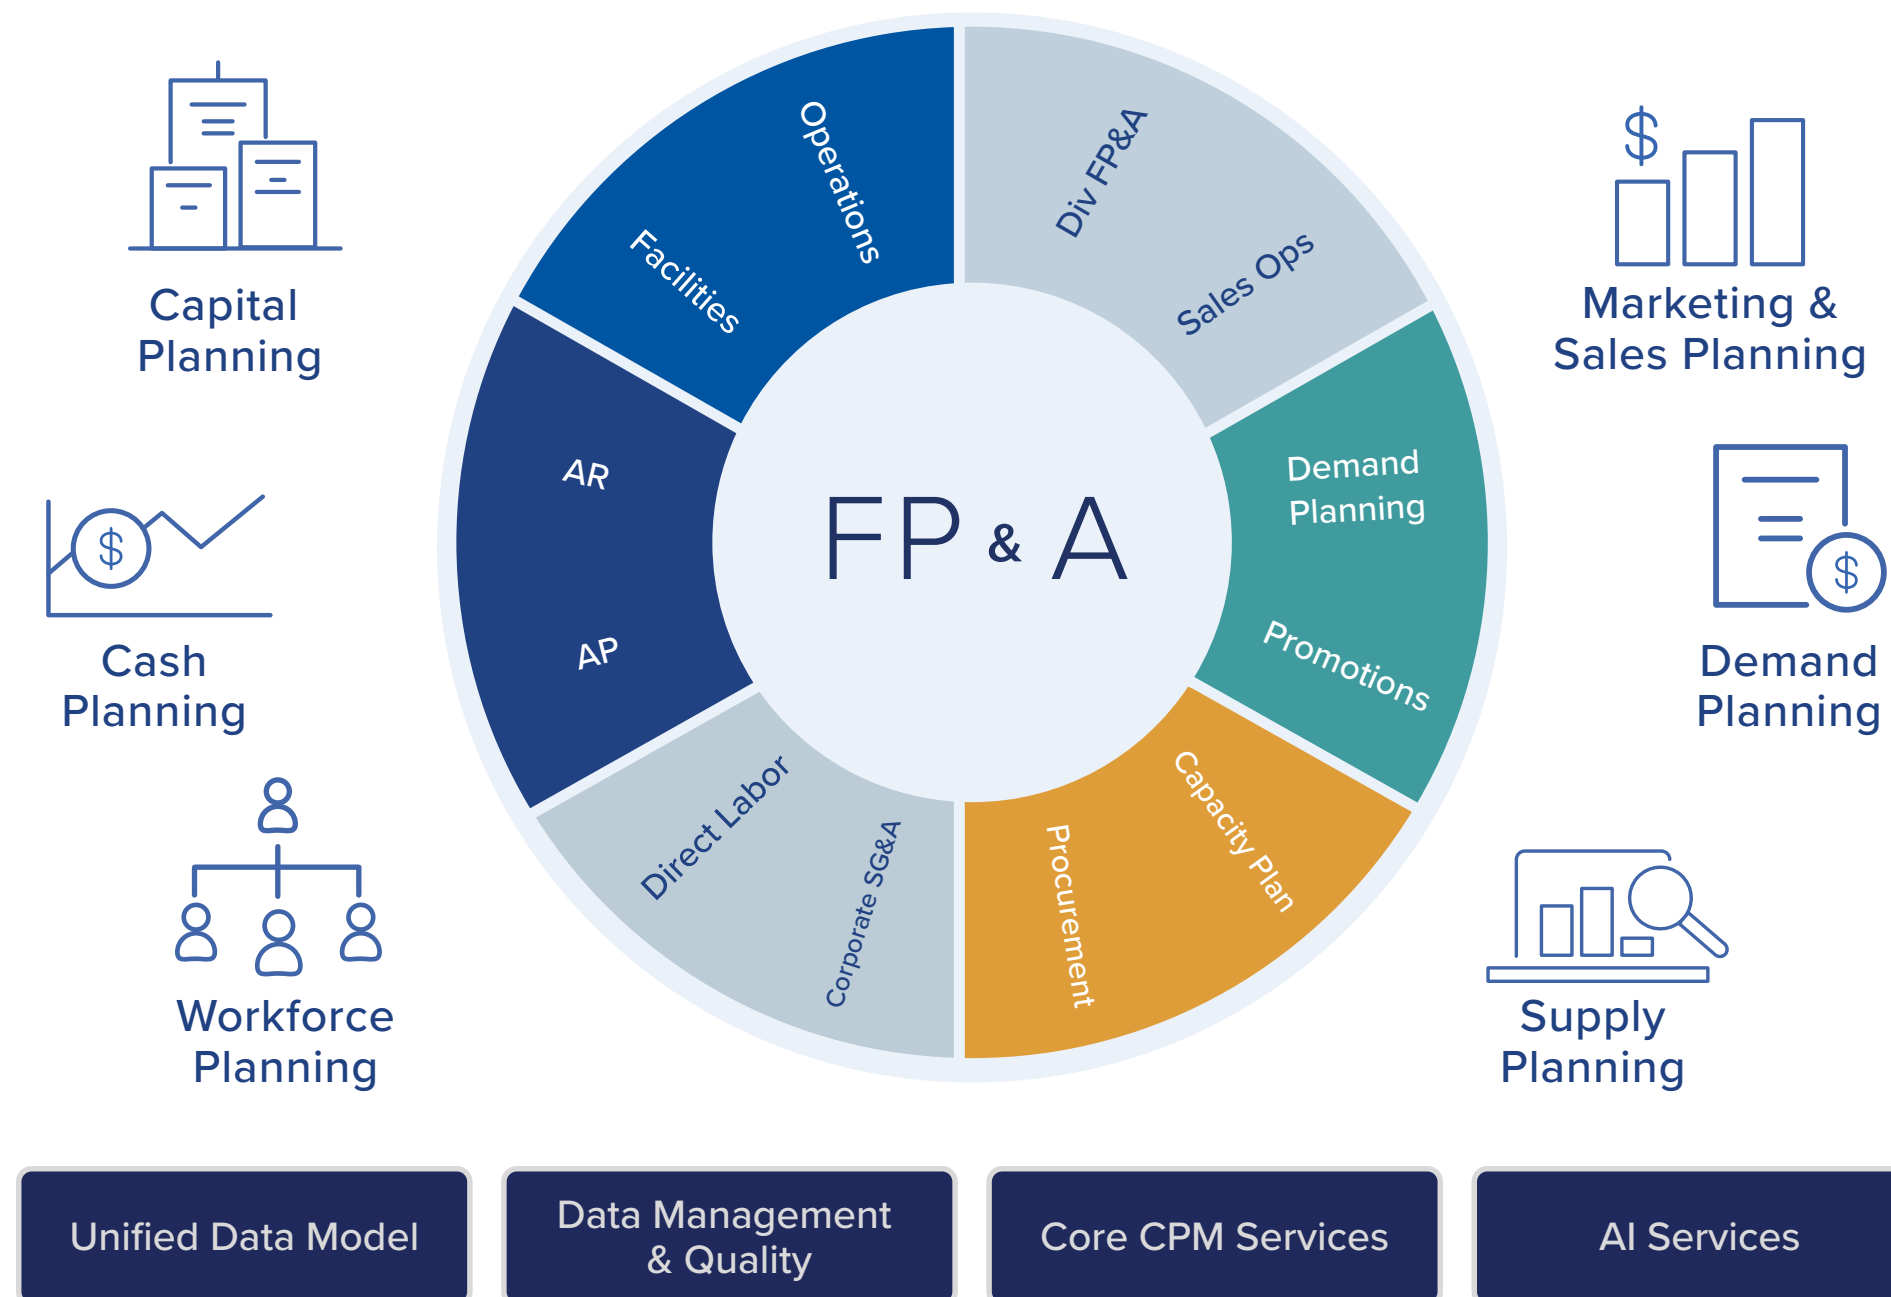 Capital
Planning
Operations
Facilities
Div FP&A
Sales Ops
$
Marketing &
Sales Planning
AR
AP
FP & A
Demand
Planning
Promotions
$
Cash
Planning
$
Demand
Planning
Direct Labor
Corporate SG&A
Procurement
Capacity Plan
Workforce
Planning
Supply
Planning
Unified Data Model
Data Management
& Quality
Core CPM Services
AI Services